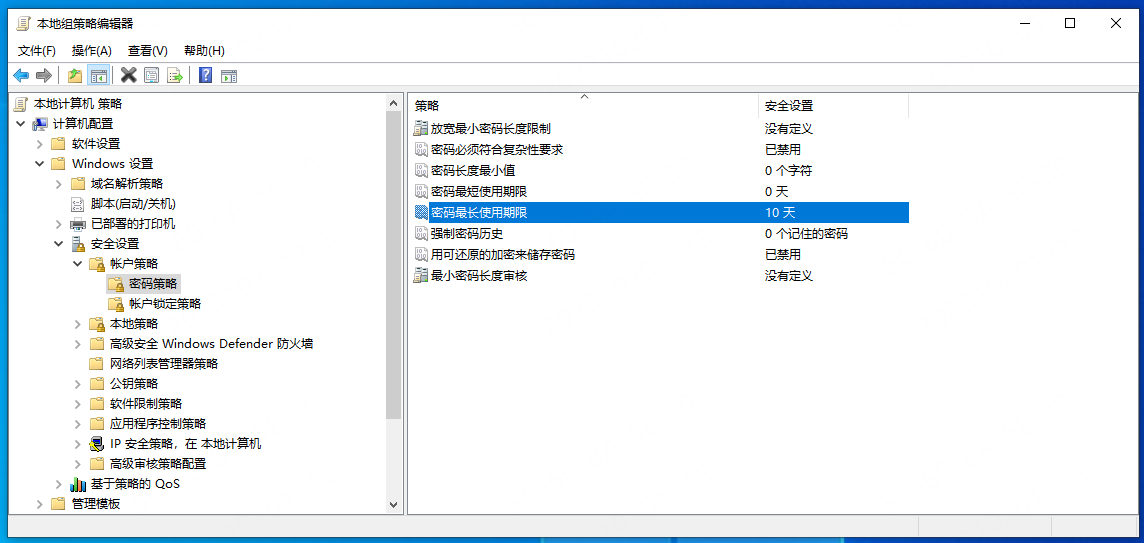 本地组策略编辑器
文件(F) 操作(A) 查看(V) 帮助(H)
本地计算机 策略
计算机配置
软件设置
Windows 设置
域名解析策略
脚本(启动/关机)
已部署的打印机
安全设置
帐户策略
密码策略
帐户锁定策略
本地策略
高级安全 Windows Defender 防火墙
网络列表管理器策略
公钥策略
软件限制策略
应用程序控制策略
IP 安全策略，在 本地计算机
高级审核策略配置
基于策略的 QoS
管理模板
策略 安全设置
放宽最小密码长度限制 没有定义
密码必须符合复杂性要求 已禁用
密码长度最小值 0 个字符
密码最短使用期限 0 天
密码最长使用期限 10 天
强制密码历史 0 个记住的密码
用可还原的加密来储存密码 已禁用
最小密码长度审核 没有定义